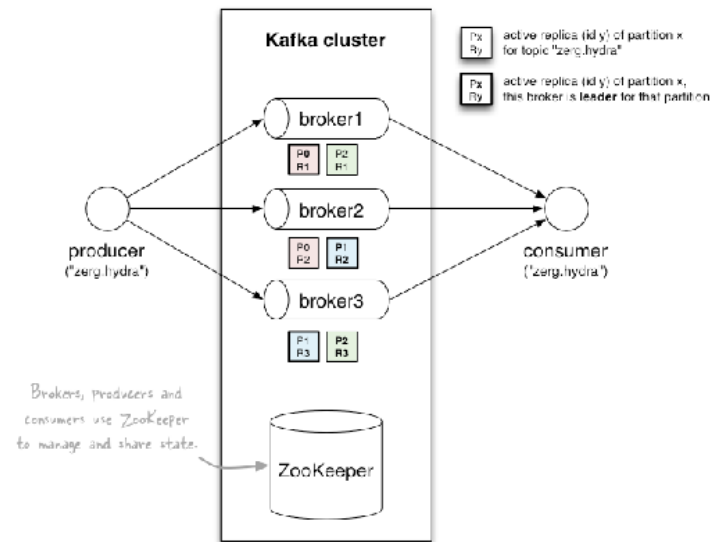 Kafka cluster
Px
Ry
active replica (id y) of partition x
for topic "zerg.hydra"
Px
Ry
active replica (id y) of partition x,
this broker is leader for that partition
broker1
P0
R1
P2
R1
broker2
P0
R2
P1
R2
broker3
P1
R3
P2
R3
producer
("zerg.hydra")
consumer
("zerg.hydra")
Brokers, producers and
consumers use ZooKeeper
to manage and share state.
ZooKeeper